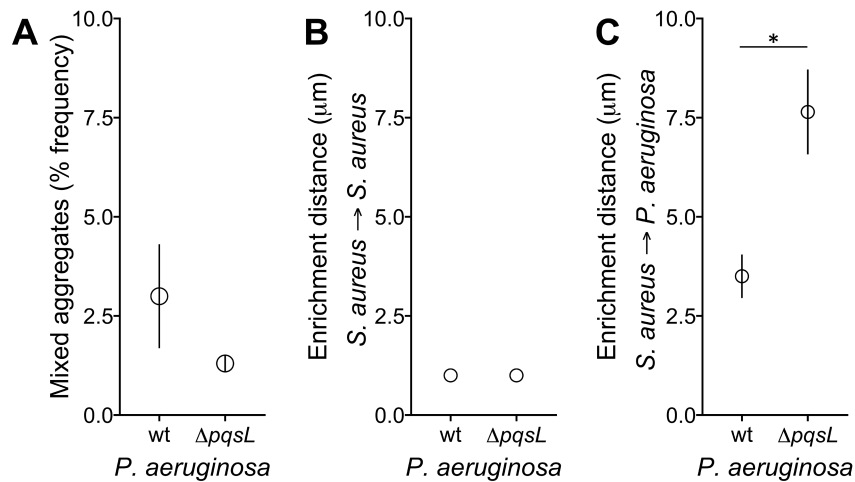 A
Mixed aggregates (% frequency)
10.0
7.5
5.0
2.5
0.0
wt
ΔpqsL
P. aeruginosa
B
Enrichment distance (μm)
S. aureus → S. aureus
10.0
7.5
5.0
2.5
0.0
wt
ΔpqsL
P. aeruginosa
C
Enrichment distance (μm)
S. aureus → P. aeruginosa
10.0
7.5
5.0
2.5
0.0
*
wt
ΔpqsL
P. aeruginosa